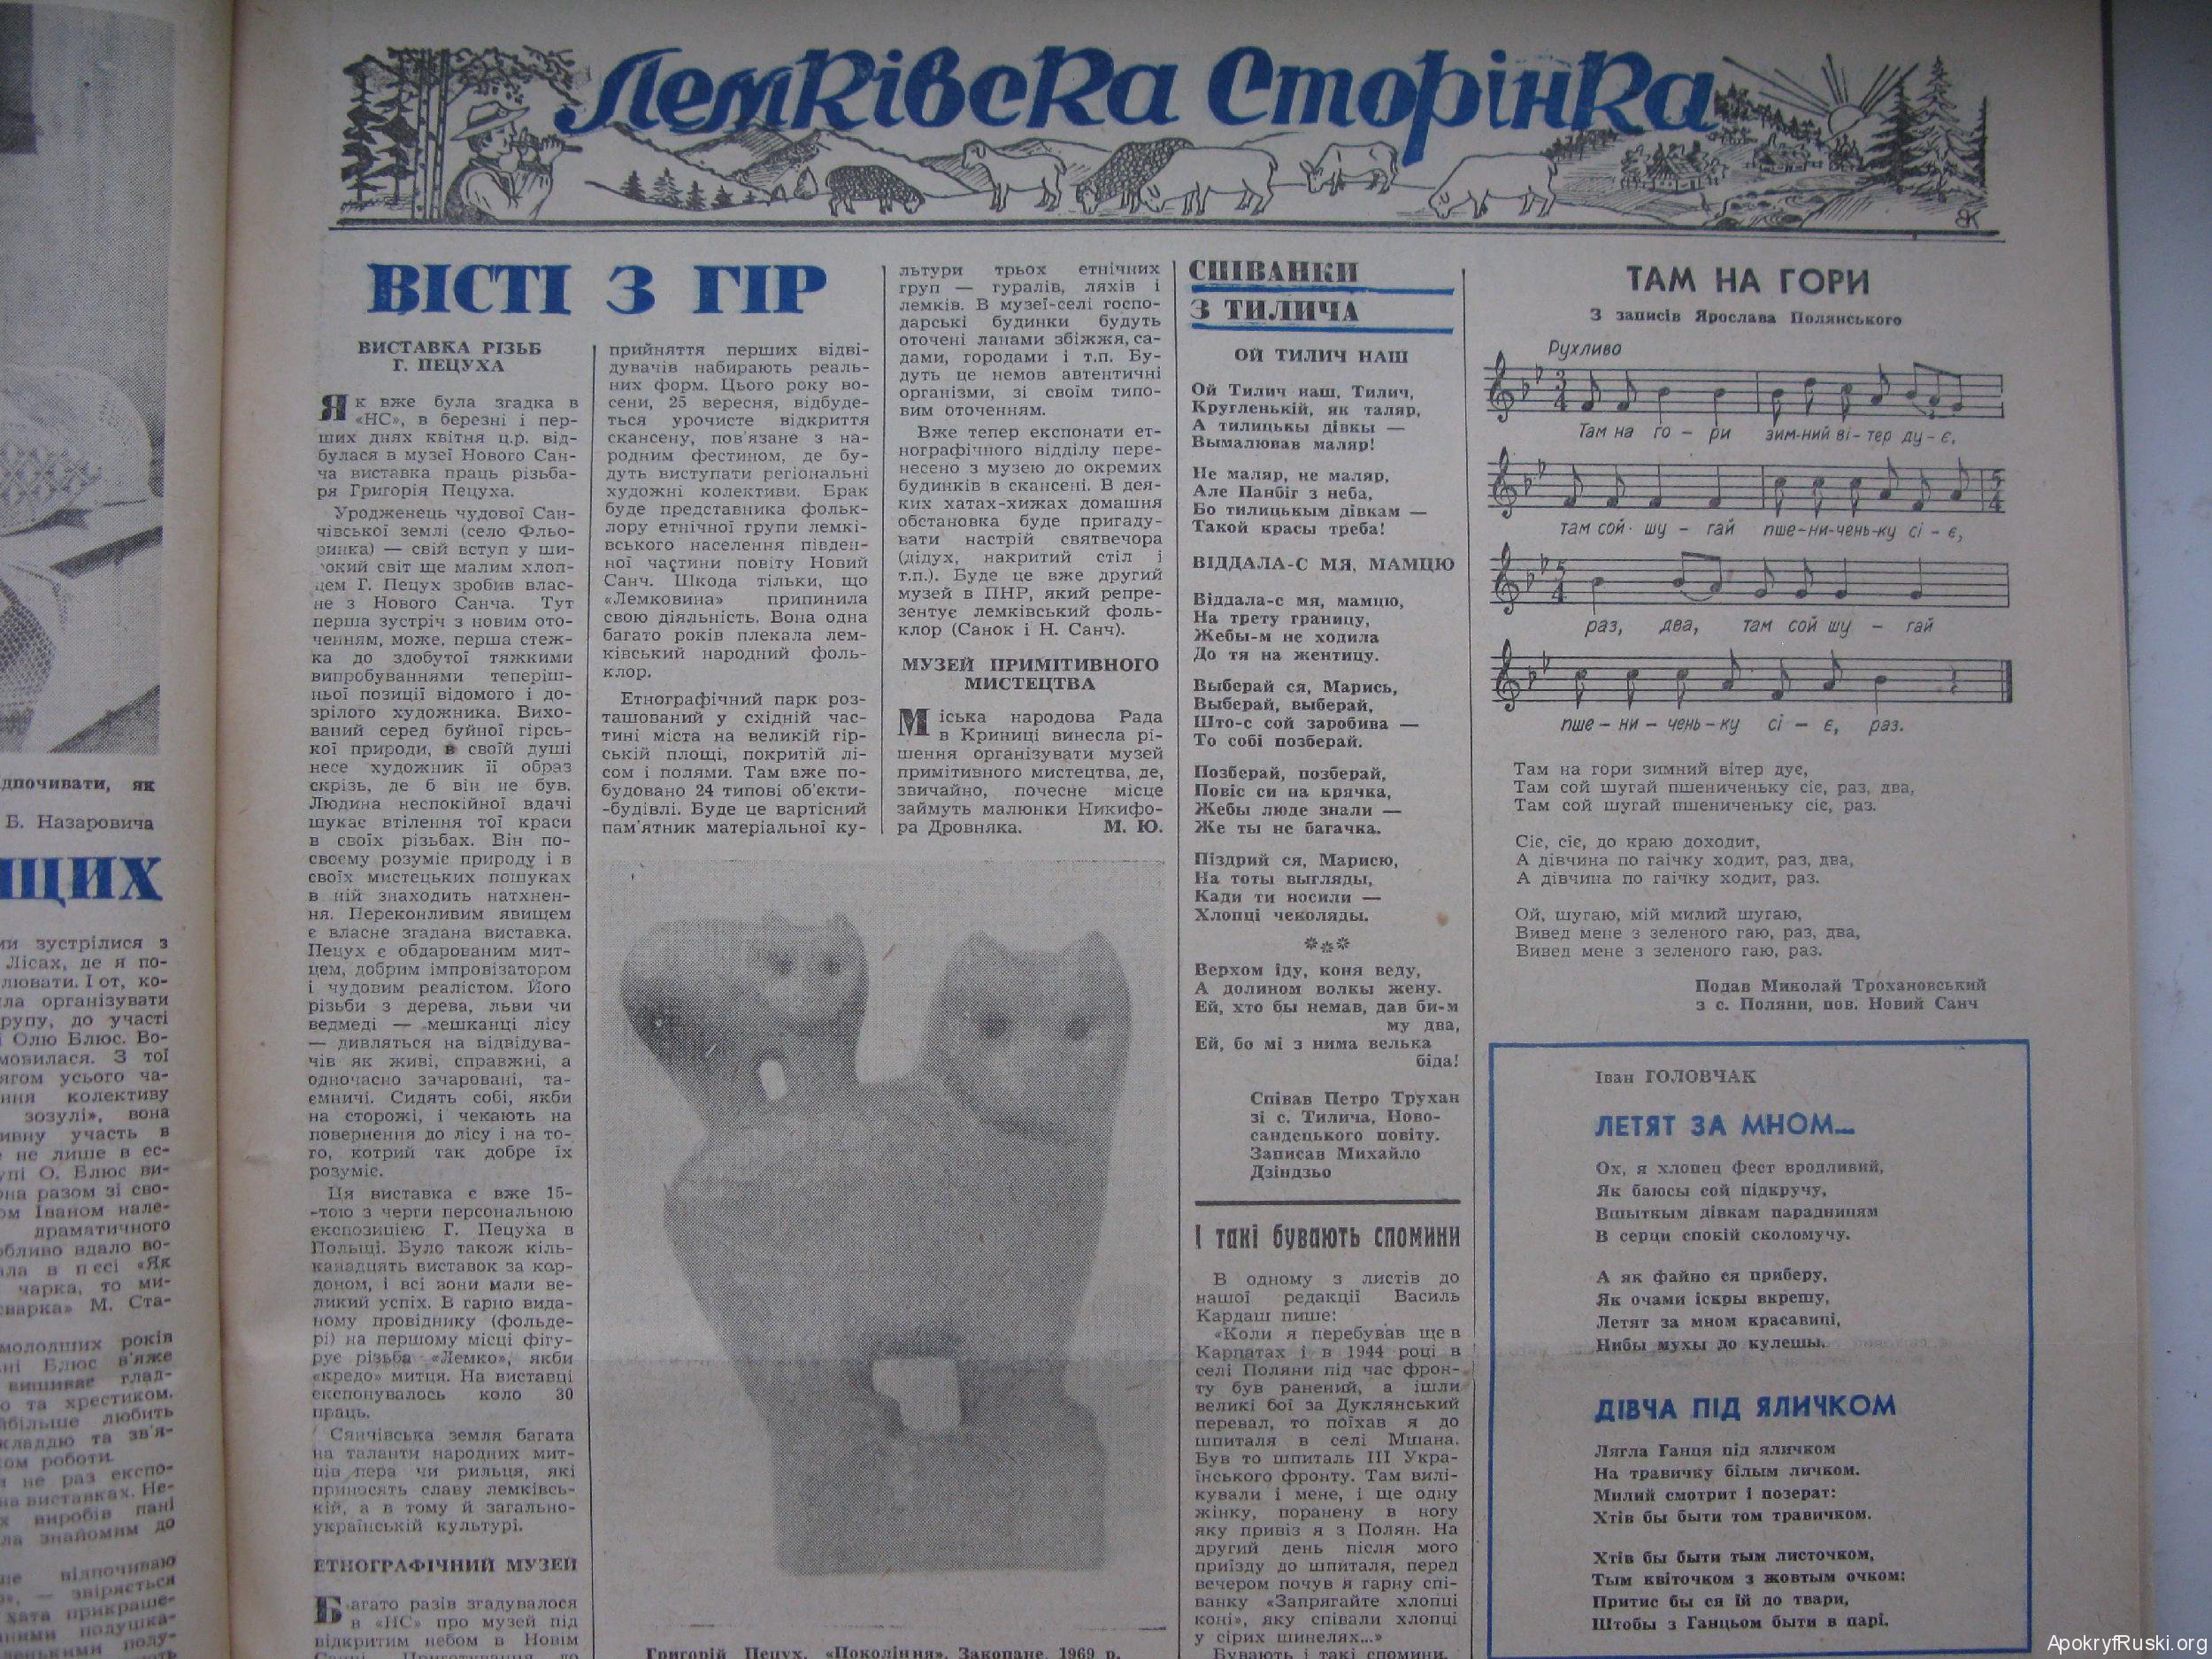 Лемківска Сторінка
ВІСТІ З ГІР
ВИСТАВКА РІЗЬБ
Г. ПЕЦУХА
Як вже була згадка в
«НС», в березні і пер-
ших днях квітня ц.р. від-
булася в музеї Нового Сан-
ча виставка праць різьба-
ря Григорія Пецуха.
Уродженець чудової Сан-
чівської землі (село Фльо-
ринка) — свій вступ у ши-
рокий світ ще малим хлоп-
цем Г. Пецух зробив влас-
не з Нового Санча. Тут
перша зустріч з новим ото-
ченням, може, перша стеж-
ка до здобутої тяжкими
випробуваннями теперіш-
ньої позиції відомого і до-
зрілого художника. Вихо-
ваний серед буйної гірсь-
кої природи, в своїй душі
несе художник її образ
скрізь, де б він не був.
Людина неспокійної вдачі
шукає втілення тої краси
в своїх різьбах. Він по-
своєму розуміє природу і в
своїх мистецьких пошуках
в ній знаходить натхнен-
ня. Переконливим явищем
є власне згадана виставка.
Пецух є обдарованим мит-
цем, добрим імпровізатором
і чудовим реалістом. Його
різьби з дерева, льви чи
ведмеді — мешканці лісу
— дивляться на відвідува-
чів як живі, справжні, а
одночасно зачаровані, та-
ємничі. Сидять собі, якби
на сторожі, і чекають на
повернення до лісу і на то-
го, котрий так добре їх
розуміє.
Ця виставка є вже 15-
-тою з черги персональною
експозицією Г. Пецуха в
Польщі. Було також кіль-
канадцять виставок за кор-
доном, і всі вони мали ве-
ликий успіх. В гарно вида-
ному провіднику (фольде-
рі) на першому місці фігу-
рує різьба «Лемко», якби
«кредо» митця. На виставці
експонувалось коло 30
праць.
Сянчівська земля багата
на таланти народних мит-
ців пера чи рильця, які
приносять славу лемківсь-
кій, а в тому й загально-
українській культурі.
ЕТНОГРАФІЧНИЙ МУЗЕЙ
Багато разів згадувалося
в «НС» про музей під
відкритим небом в Новім
прийняття перших відві-
дувачів набирають реаль-
них форм. Цього року во-
сени, 25 вересня, відбуде-
ться урочисте відкриття
скансену, пов'язане з на-
родним фестином, де бу-
дуть виступати регіональні
художні колективи. Брак
буде представника фольк-
лору етнічної групи лемкі-
вського населення півден-
ної частини повіту Новий
Санч. Шкода тільки, що
«Лемковина» припинила
свою діяльність. Вона одна
багато років плекала лем-
ківський народний фоль-
клор.
Етнографічний парк роз-
ташований у східній час-
тині міста на великій гір-
ській площі, покритій лі-
сом і полями. Там вже по-
будовано 24 типові об'єкти-
-будівлі. Буде це вартісний
пам'ятник матеріальної ку-
льтури трьох етнічних
груп — гуралів, ляхів і
лемків. В музеї-селі госпо-
дарські будинки будуть
оточені ланами збіжжя, са-
дами, городами і т.п. Бу-
дуть це немов автентичні
організми, зі своїм типо-
вим оточенням.
Вже тепер експонати ет-
нографічного відділу пере-
несено з музею до окремих
будинків в скансені. В дея-
ких хатах-хижах домашня
обстановка буде пригаду-
вати настрій святвечора
(дідух, накритий стіл і
т.п.). Буде це вже другий
музей в ПНР, який репре-
зентує лемківський фоль-
клор (Санок і Н. Санч).
МУЗЕЙ ПРИМІТИВНОГО
МИСТЕЦТВА
Міська народова Рада
в Криниці винесла рі-
шення організувати музей
примітивного мистецтва, де,
звичайно, почесне місце
займуть малюнки Никифо-
ра Дровняка. М. Ю.
Григорій Пецух. «Покоління». Закопане. 1969 р.
СПІВАНКИ
З ТИЛИЧА
ОЙ ТИЛИЧ НАШ
Ой Тилич наш, Тилич,
Кругленькій, як таляр,
А тилицькы дівкы —
Вымалював маляр!
Не маляр, не маляр,
Але Панбіг з неба,
Бо тилицькым дівкам —
Такой красы треба!
ВІДДАЛА-С МЯ, МАМЦЮ
Віддала-с мя, мамцю,
На трету границу,
Жебы-м не ходила
До тя на жентицу.
Выберай ся, Марись,
Выберай, выберай,
Што-с сой заробива —
То собі позберай.
Позберай, позберай,
Повіс си на крячка,
Жебы люде знали —
Же ты не багачка.
Піздрий ся, Марисю,
На тоты выгляды,
Кади ти носили —
Хлопці чеколяды.
***
Верхом іду, коня веду,
А долином волкы жену.
Ей, хто бы немав, дав би-м
му два,
Ей, бо мі з нима велька
біда!
Співав Петро Трухан
зі с. Тилича, Ново-
сандецького повіту.
Записав Михайло
Дзіндзьо
І такі бувають спомини
В одному з листів до
нашої редакції Василь
Кардаш пише:
«Коли я перебував ще в
Карпатах і в 1944 році в
селі Поляни під час фрон-
ту був ранений, а ішли
великі бої за Дуклянський
перевал, то поїхав я до
шпиталя в селі Мшана.
Був то шпиталь III Укра-
їнського фронту. Там вилі-
кували і мене, і ще одну
жінку, поранену в ногу
яку привіз я з Полян. На
другий день після мого
приїзду до шпиталя, перед
вечером почув я гарну спі-
ванку «Запрягайте хлопці
коні», яку співали хлопці
у сірих шинелях...»
Бувають і такі спомини.
ТАМ НА ГОРИ
З записів Ярослава Полянського
Рухливо
Там на го – ри зим-ний ві-тер ду-є,
там сой шу – гай пше-ни-чень-ку сі-є,
раз, два, там сой шу – гай
пше – ни – чень – ку сі – є, раз.
Там на гори зимний вітер дує,
Там сой шугай пшениченьку сіє, раз, два,
Там сой шугай пшениченьку сіє, раз.
Сіє, сіє, до краю доходит,
А дівчина по гаічку ходит, раз, два,
А дівчина по гаічку ходит, раз.
Ой, шугаю, мій милий шугаю,
Вивед мене з зеленого гаю, раз, два,
Вивед мене з зеленого гаю, раз.
Подав Миколай Трохановський
з с. Поляни, пов. Новий Санч
Іван ГОЛОВЧАК
ЛЕТЯТ ЗА МНОМ...
Ох, я хлопец фест вродливий,
Як баюсы сой підкручу,
Вшыткым дівкам парадницям
В серци спокій сколомучу.
А як файно ся приберу,
Як очами іскры вкрешу,
Летят за мном красавиці,
Нибы мухы до кулешы.
ДІВЧА ПІД ЯЛИЧКОМ
Лягла Ганця під яличком
На травичку білым личком.
Милий смотрит і позерат:
Хтів бы быти том травичком.
Хтів бы быти тым листочком,
Тым квіточком з жовтым очком;
Притис бы ся їй до твари,
Штобы з Ганцьом быти в парі.
дпочивати, як
Б. Назаровича
ЩИХ
ApokryfRuski.org